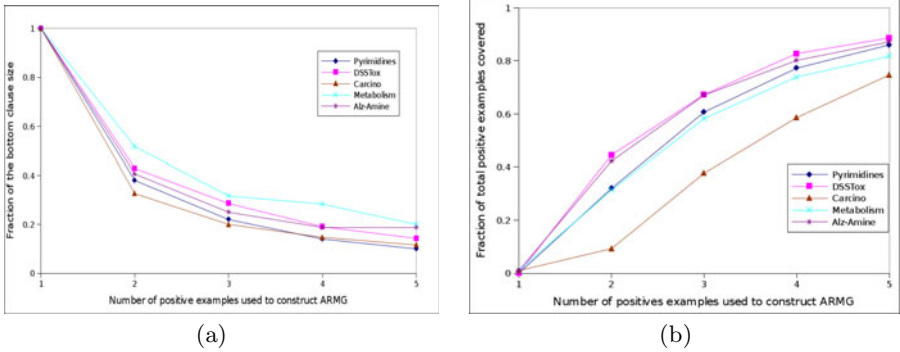 Fraction of the bottom clause size
1
0.8
0.6
0.4
0.2
0
Pyrimidines
DSSTox
Carcino
Metabolism
Alz-Amine
1 2 3 4 5
Number of positive examples used to construct ARMG
(a)
Fraction of total positive examples covered
1
0.8
0.6
0.4
0.2
0
Pyrimidines
DSSTox
Carcino
Metabolism
Alz-Amine
1 2 3 4 5
Number of positives examples used to construct ARMG
(b)